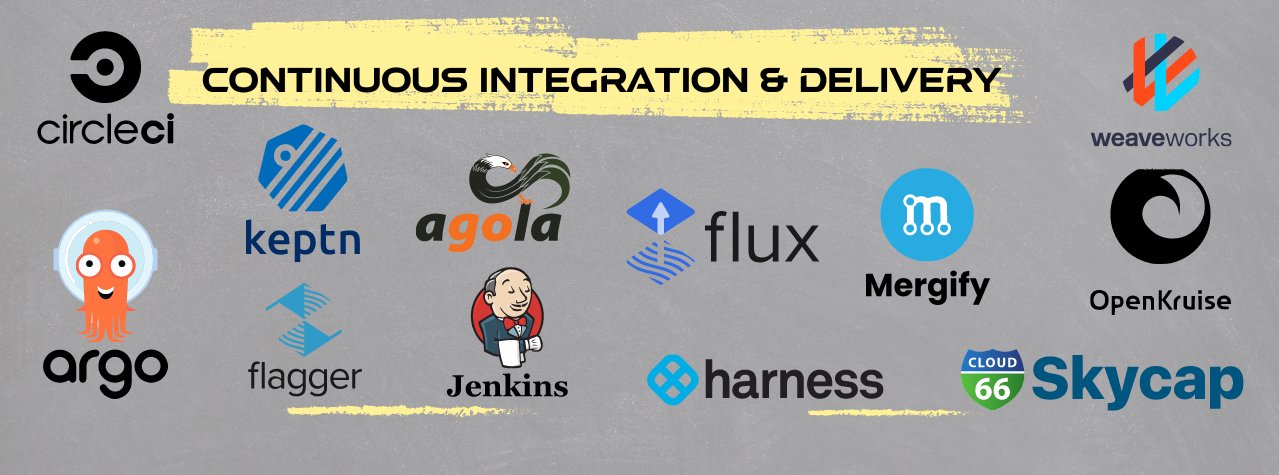 CONTINUOUS INTEGRATION & DELIVERY
circleci
weaveworks
keptn
agola
flux
Mergify
OpenKruise
argo
flagger
Jenkins
harness
CLOUD
66
Skycap